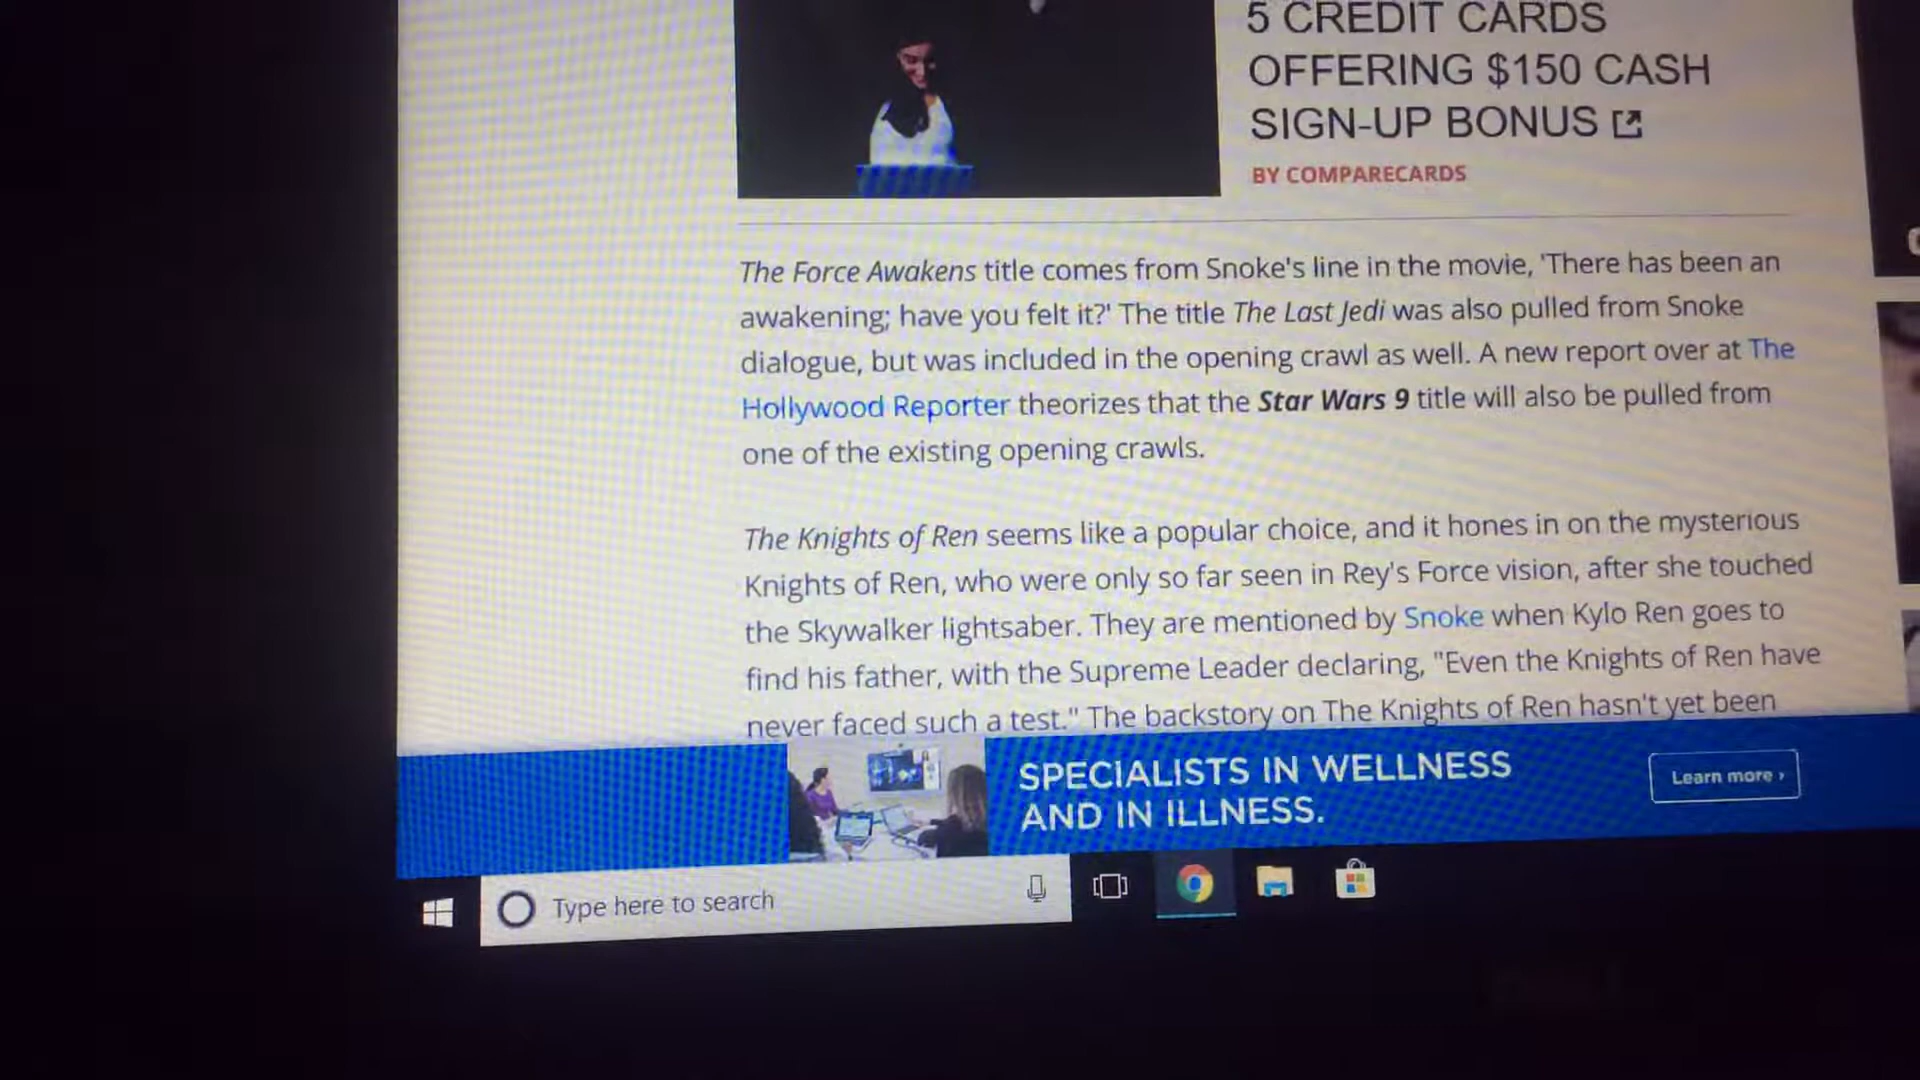 5 CREDIT CARDS
OFFERING $150 CASH
SIGN-UP BONUS
BY COMPARECARDS
The Force Awakens title comes from Snoke's line in the movie, 'There has been an
awakening; have you felt it?' The title The Last Jedi was also pulled from Snoke
dialogue, but was included in the opening crawl as well. A new report over at The
Hollywood Reporter theorizes that the Star Wars 9 title will also be pulled from
one of the existing opening crawls.
The Knights of Ren seems like a popular choice, and it hones in on the mysterious
Knights of Ren, who were only so far seen in Rey's Force vision, after she touched
the Skywalker lightsaber. They are mentioned by Snoke when Kylo Ren goes to
find his father, with the Supreme Leader declaring, "Even the Knights of Ren have
never faced such a test." The backstory on The Knights of Ren hasn't yet been
SPECIALISTS IN WELLNESS
AND IN ILLNESS.
Learn more ›
Type here to search